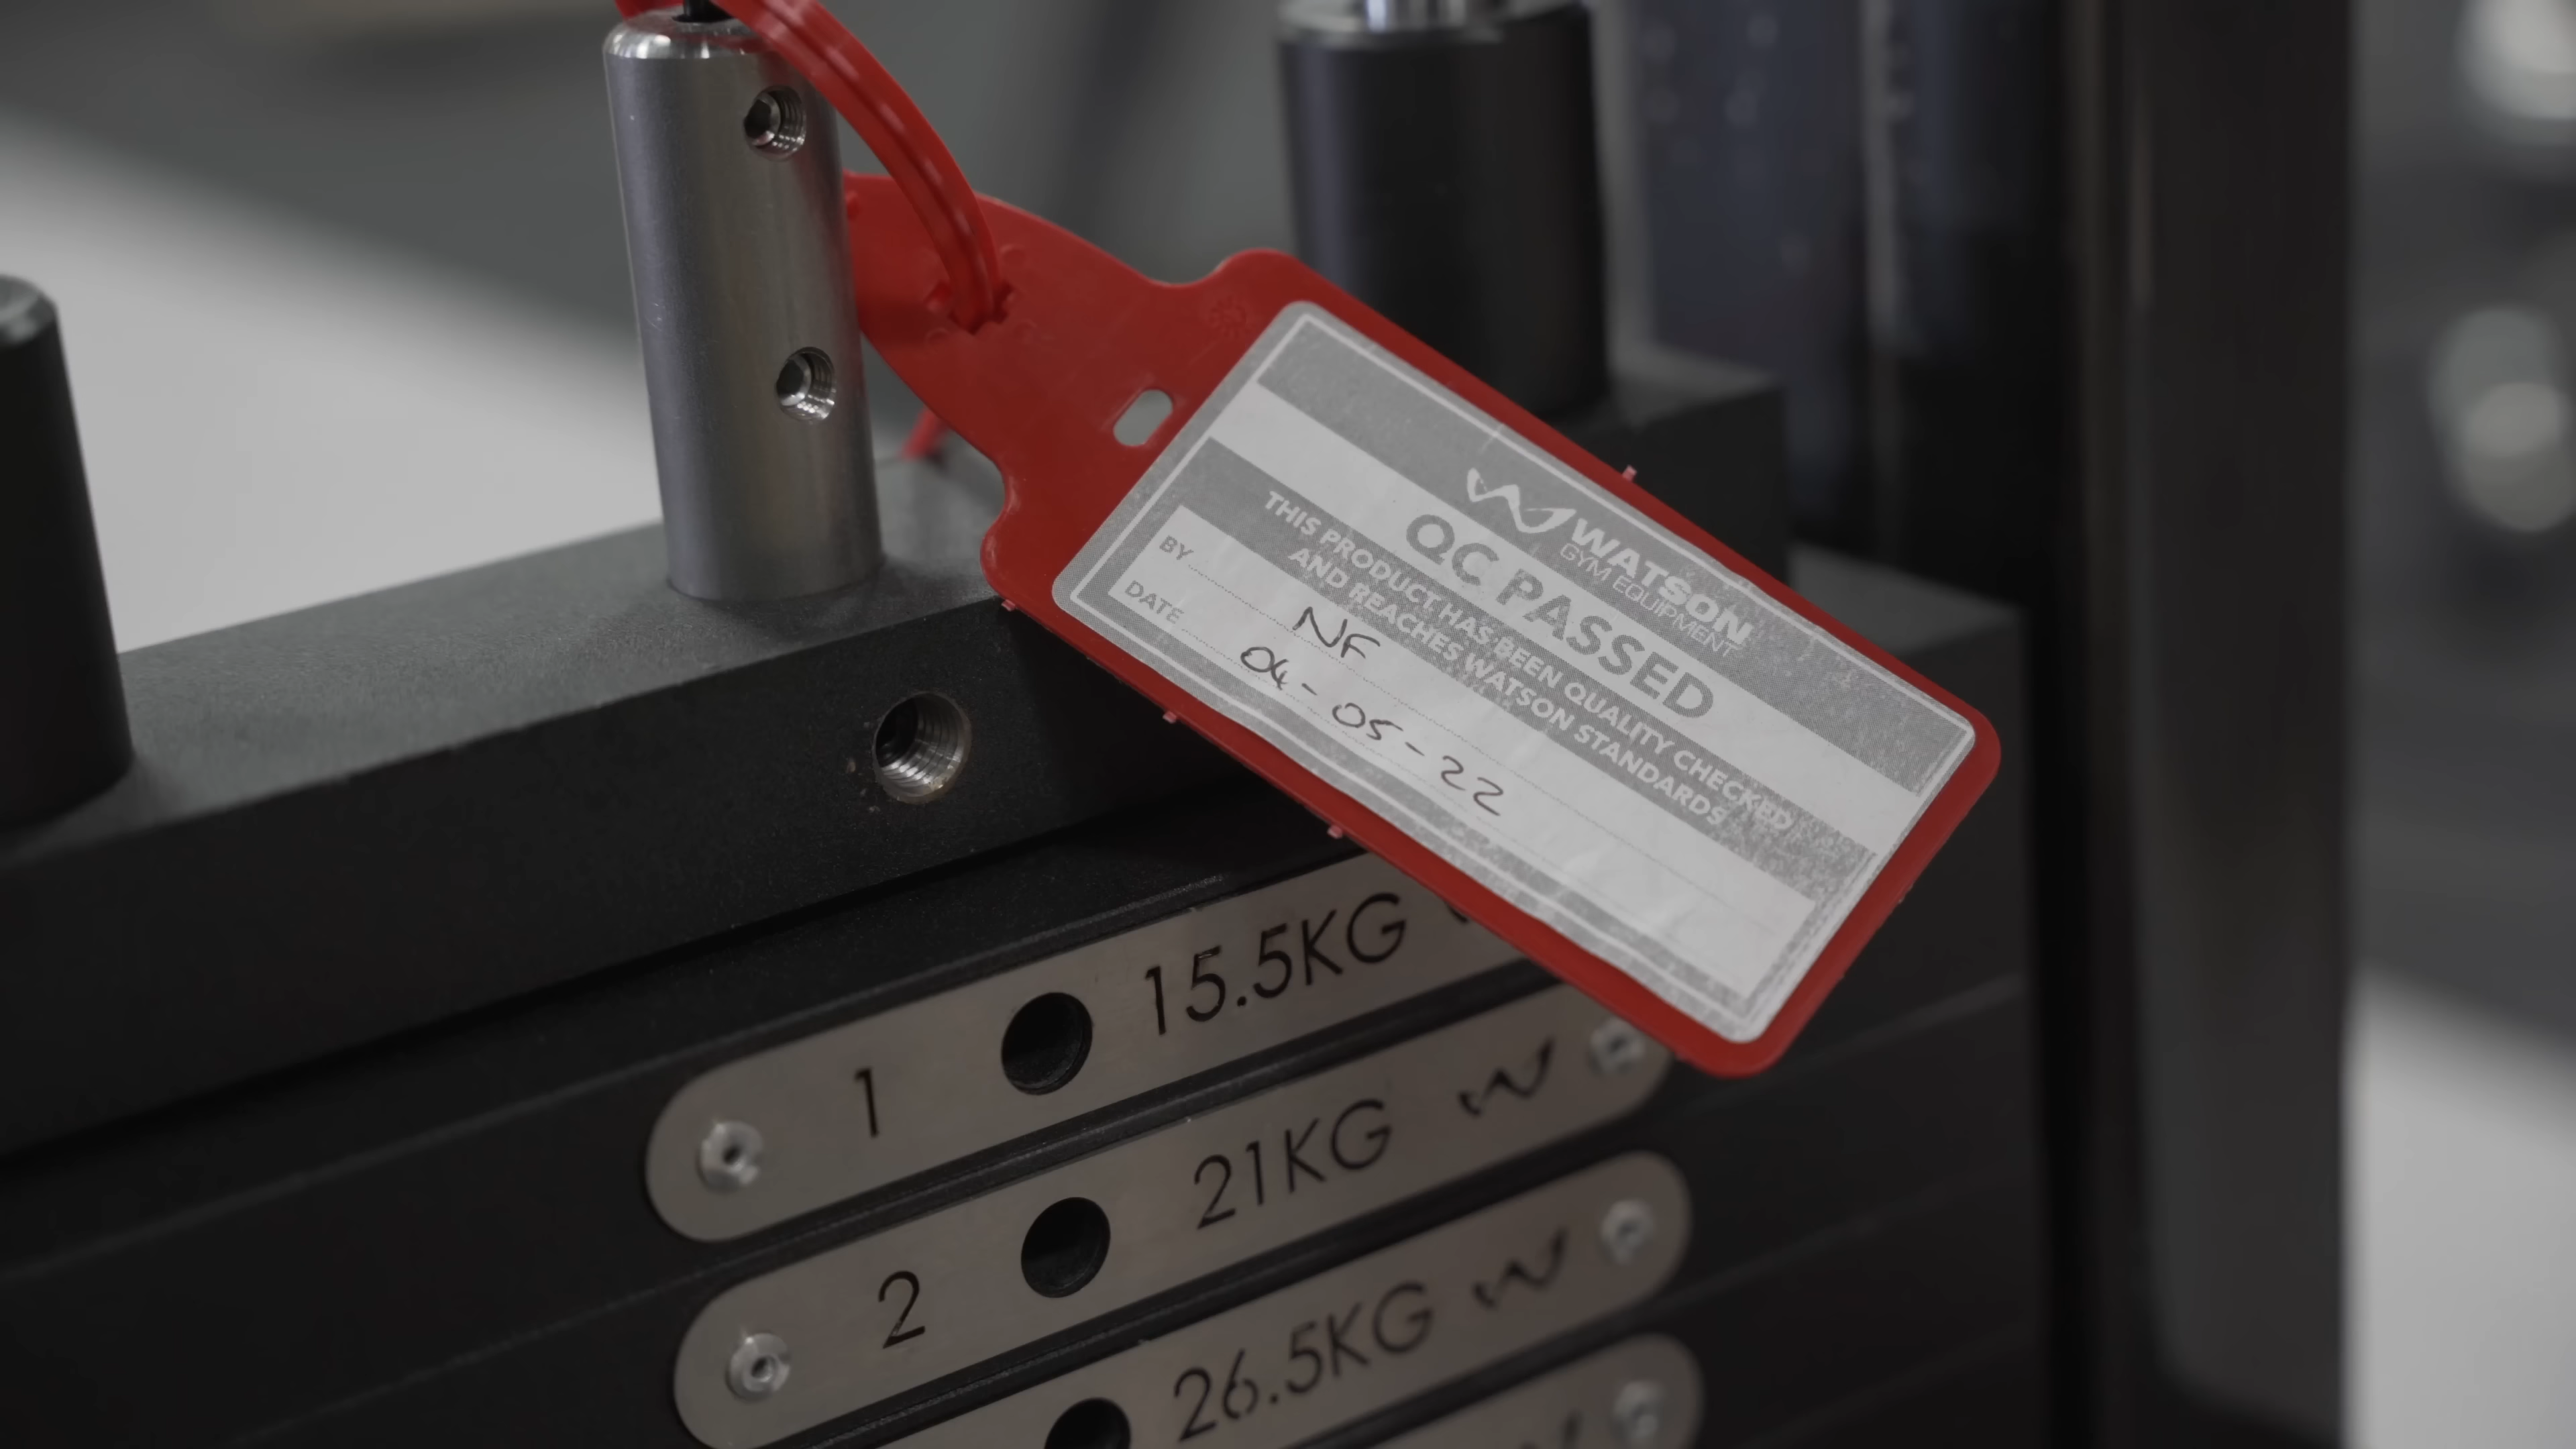 WATSON
GYM EQUIPMENT
QC PASSED
THIS PRODUCT HAS BEEN QUALITY CHECKED
AND REACHES WATSON STANDARDS
BY NF
DATE 04-05-22
1 15.5KG
2 21KG
26.5KG